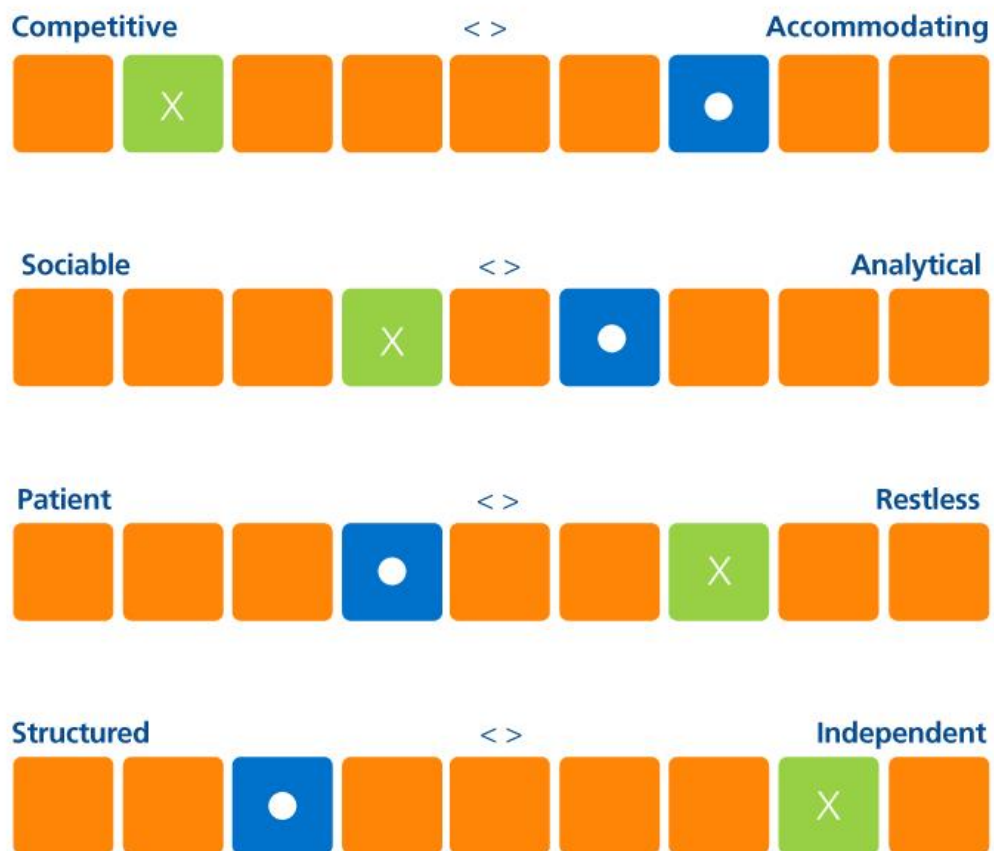 Competitive < > Accommodating
X
Sociable < > Analytical
X
Patient < > Restless
X
Structured < > Independent
X